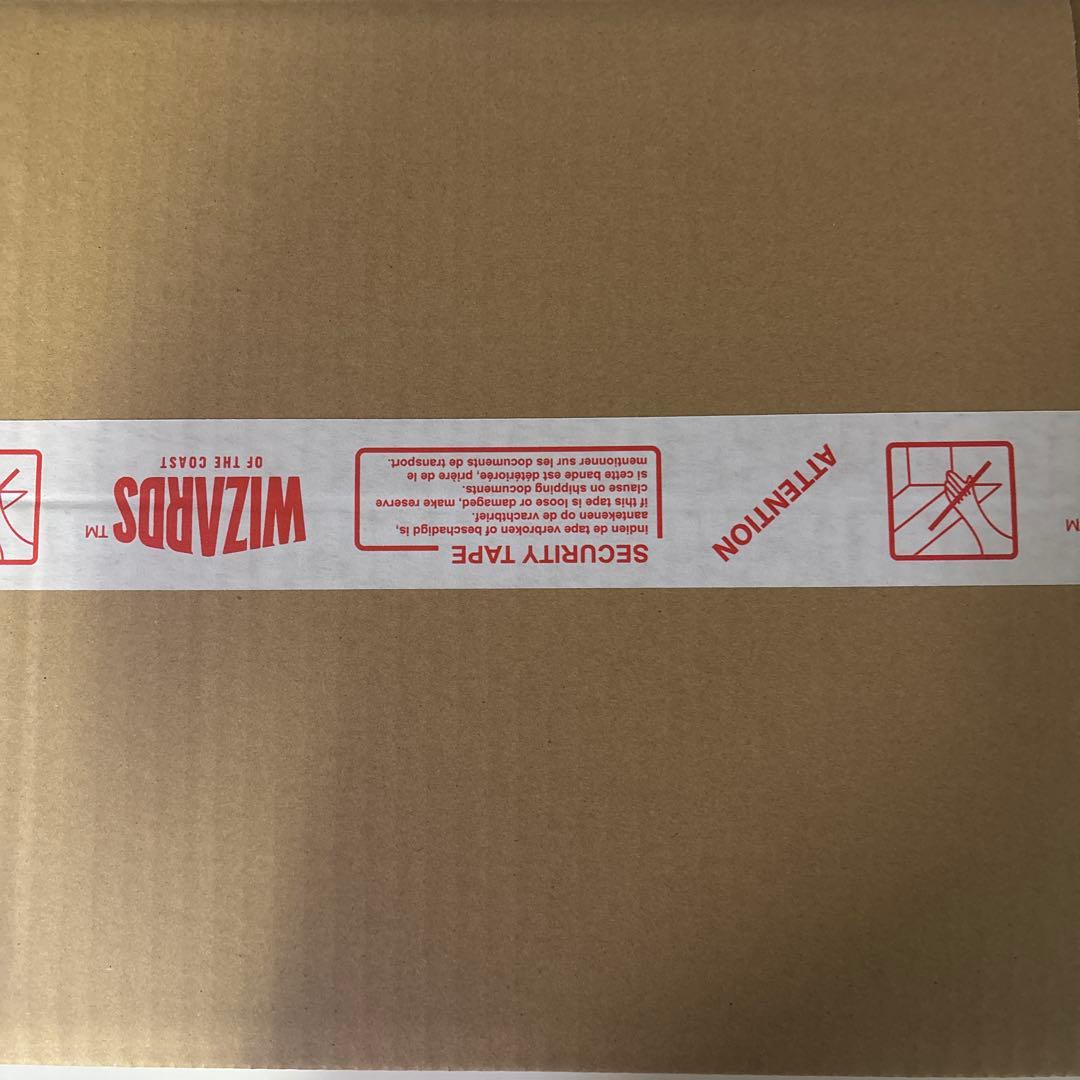 ATTENTION
SECURITY TAPE
indien de tape verbroken of beschadigd is,
aantekenen op de vrachtbrief.
if this tape is loose or damaged, make reserve
clause on shipping documents.
si cette bande est détériorée, prière de le
mentionner sur les documents de transport.
WIZARDS™
OF THE COAST
TM